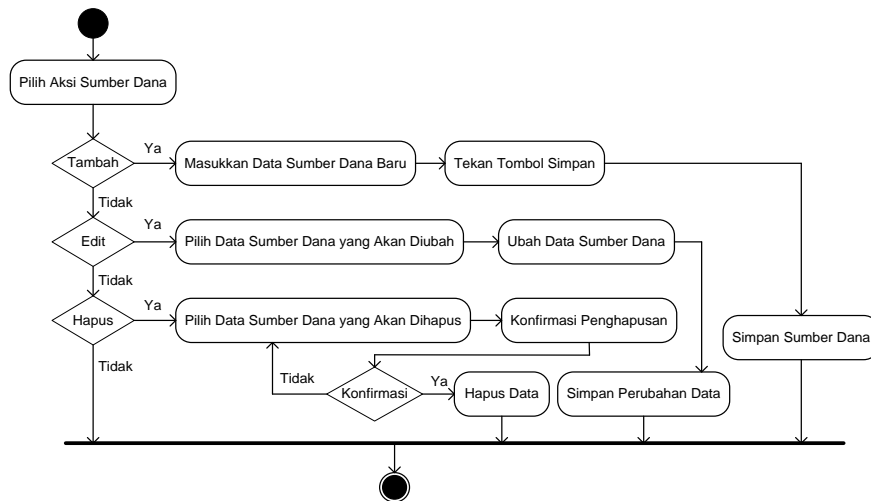 Pilih Aksi Sumber Dana
Tambah
Ya
Masukkan Data Sumber Dana Baru
Tekan Tombol Simpan
Tidak
Edit
Ya
Pilih Data Sumber Dana yang Akan Diubah
Ubah Data Sumber Dana
Tidak
Hapus
Ya
Pilih Data Sumber Dana yang Akan Dihapus
Konfirmasi Penghapusan
Simpan Sumber Dana
Tidak
Tidak
Konfirmasi
Ya
Hapus Data
Simpan Perubahan Data